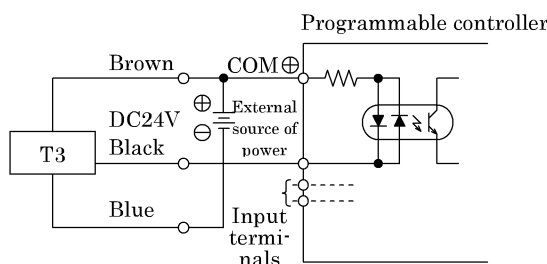 Programmable controller
Brown
COM⊕
⊕
External
DC24V
source of
⊖
power
T3
Black
Blue
Input
termi-
nals